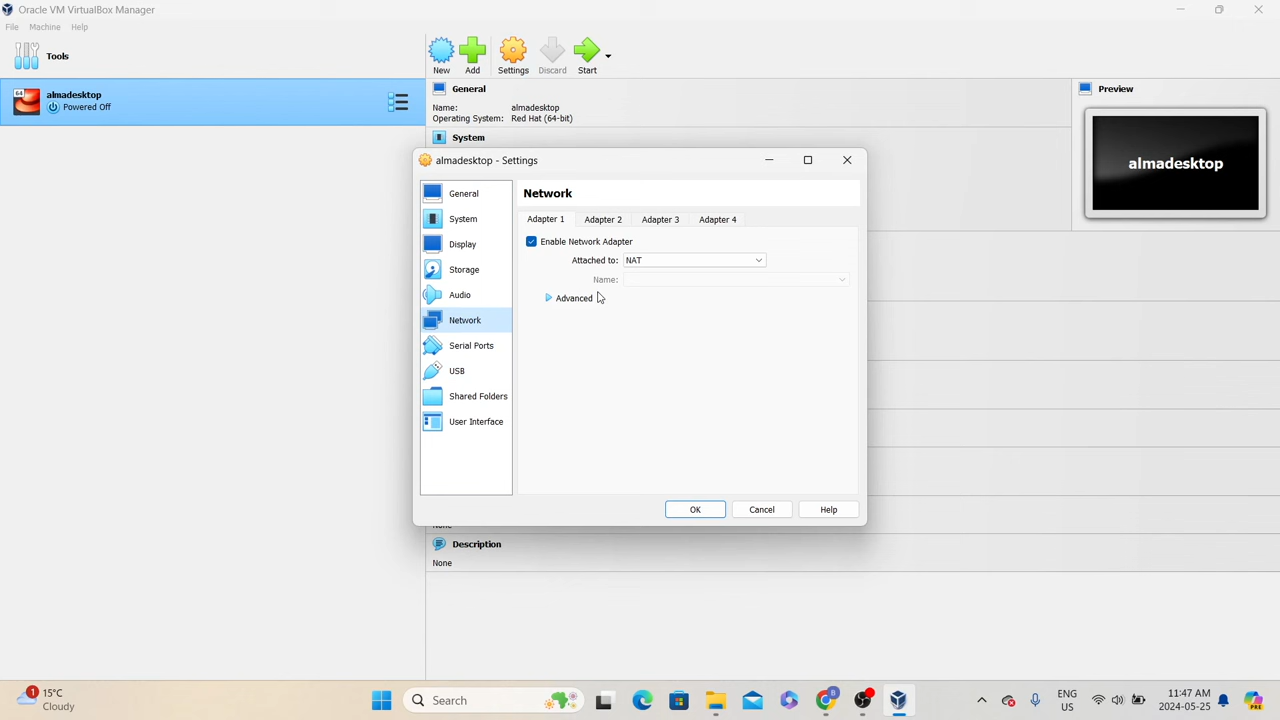 Oracle VM VirtualBox Manager
File Machine Help
Tools
New Add Settings Discard Start
64
almadesktop
Powered Off
General
Name: almadesktop
Operating System: Red Hat (64-bit)
System
Preview
almadesktop
almadesktop - Settings
General
System
Display
Storage
Audio
Network
Serial Ports
USB
Shared Folders
User Interface
Network
Adapter 1 Adapter 2 Adapter 3 Adapter 4
Enable Network Adapter
Attached to: NAT
Name:
Advanced
OK Cancel Help
None
Description
None
1
15°C
Cloudy
Search
B
ENG
US
11:47 AM
2024-05-25